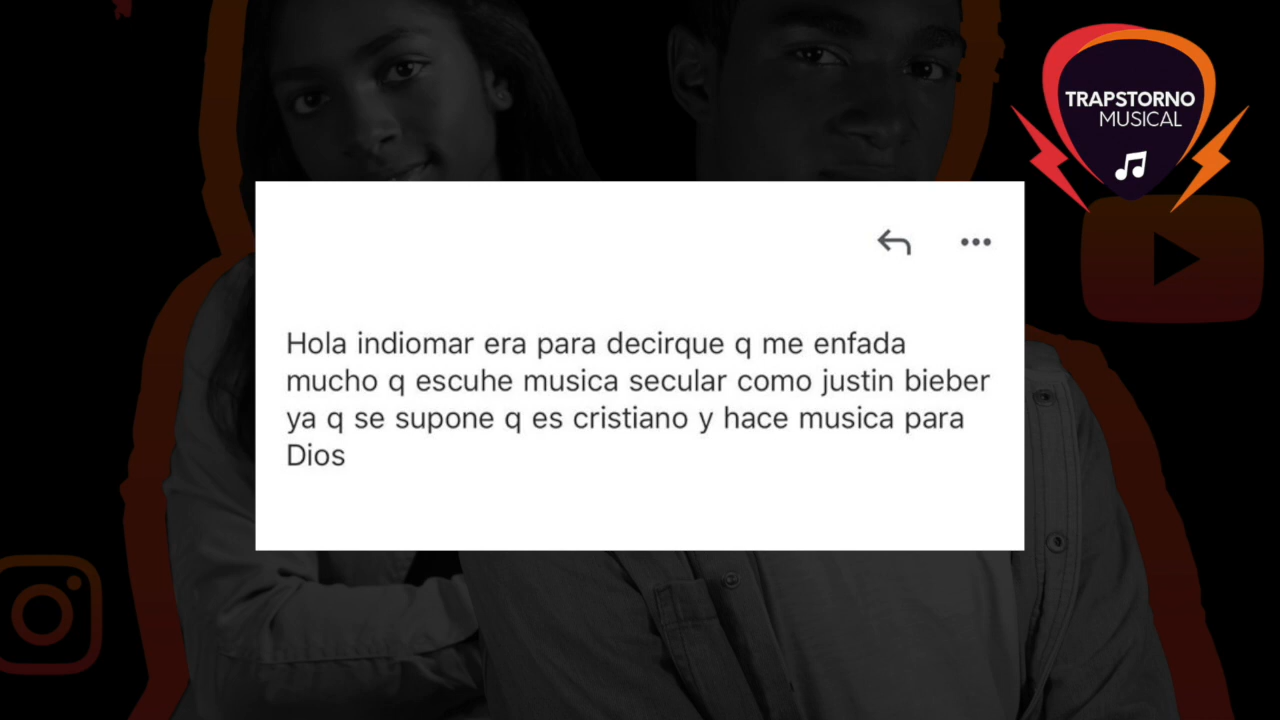 TRAPSTORNO
MUSICAL
Hola indiomar era para decirque q me enfada
mucho q escuhe musica secular como justin bieber
ya q se supone q es cristiano y hace musica para
Dios